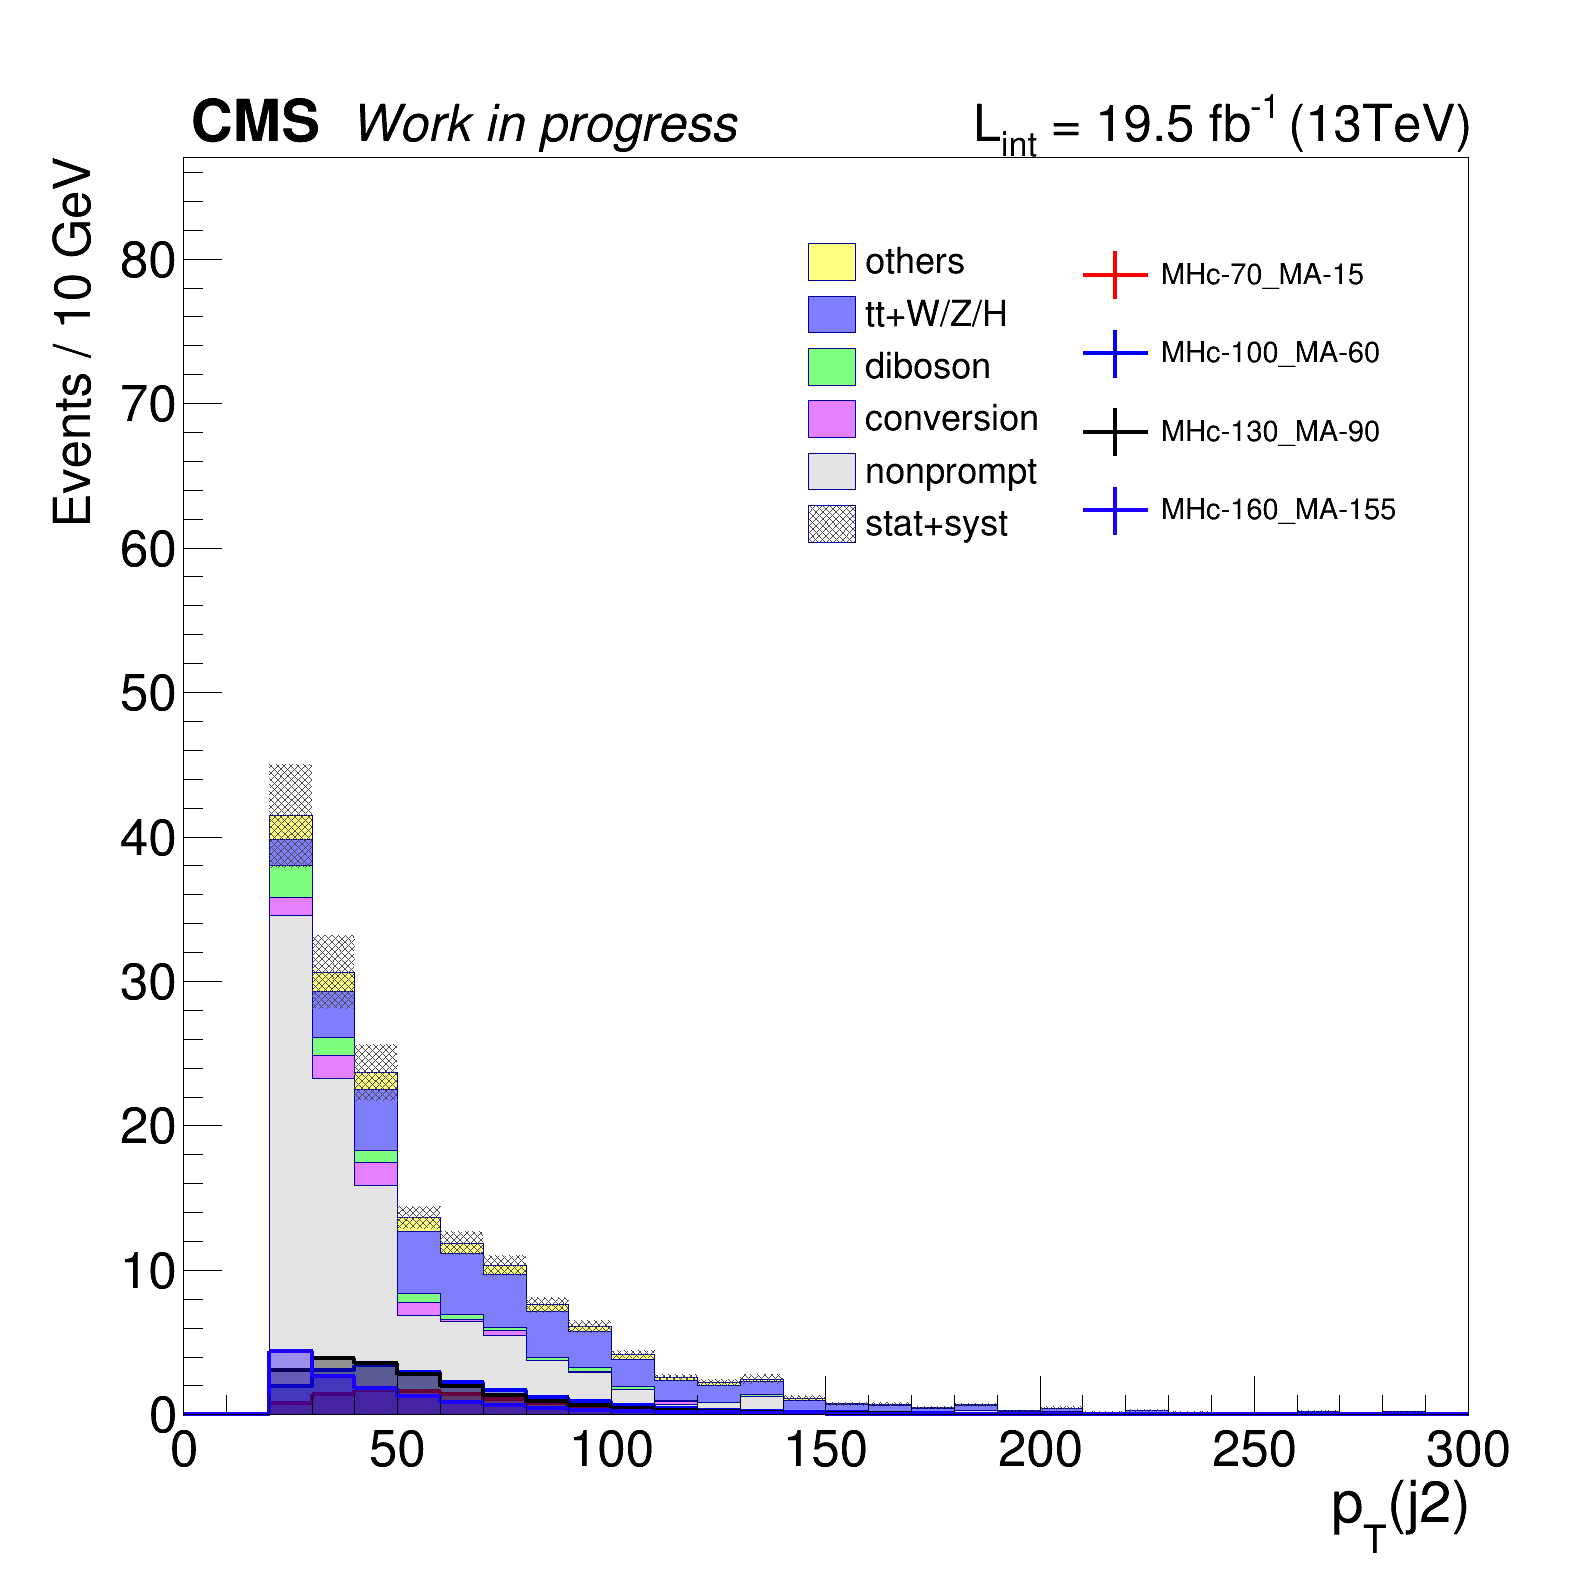 CMS Work in progress
L_int = 19.5 fb^-1 (13TeV)
Events / 10 GeV
80
70
60
50
40
30
20
10
0
others
tt+W/Z/H
diboson
conversion
nonprompt
stat+syst
MHc-70_MA-15
MHc-100_MA-60
MHc-130_MA-90
MHc-160_MA-155
0 50 100 150 200 250 300
p_T(j2)